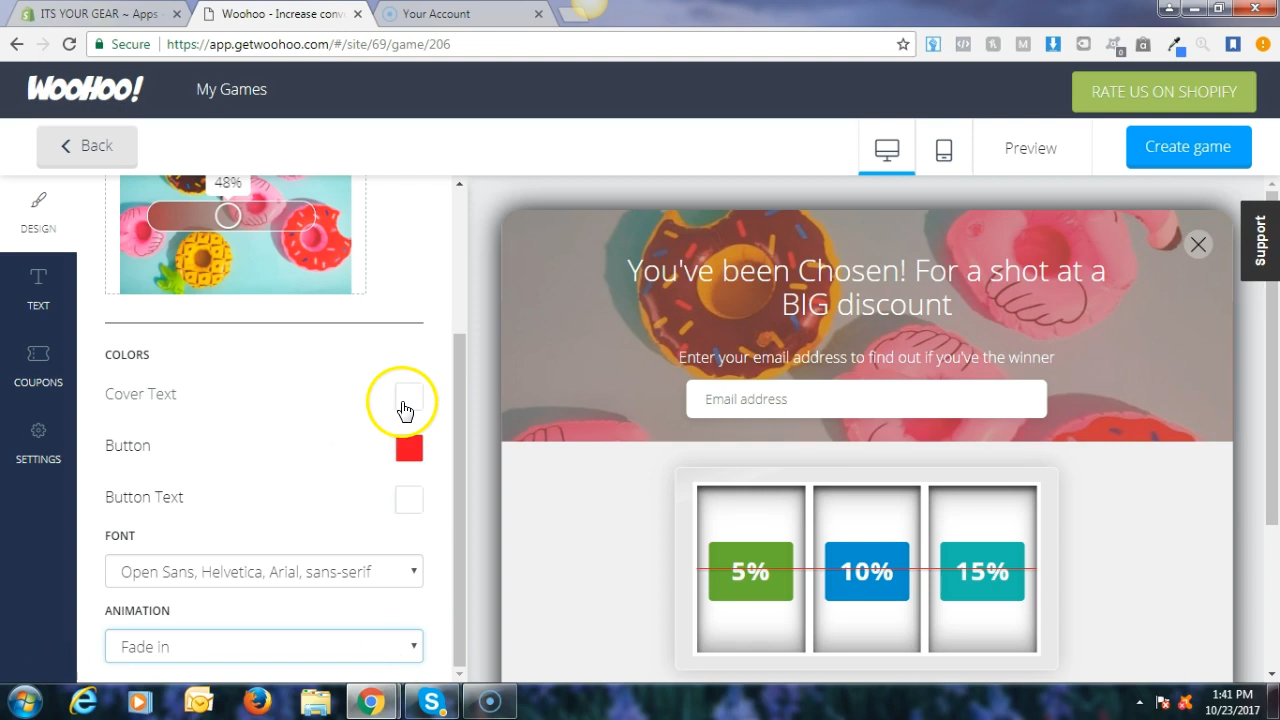 ITS YOUR GEAR ~ Apps
Woohoo - Increase conv
Your Account
Secure
https://app.getwoohoo.com/#/site/69/game/206
WOOHOO!
My Games
RATE US ON SHOPIFY
Back
Preview
Create game
DESIGN
TEXT
COUPONS
SETTINGS
48%
COLORS
Cover Text
Button
Button Text
FONT
Open Sans, Helvetica, Arial, sans-serif
ANIMATION
Fade in
Support
You've been Chosen! For a shot at a
BIG discount
Enter your email address to find out if you've the winner
Email address
5%
10%
15%
1:41 PM
10/23/2017